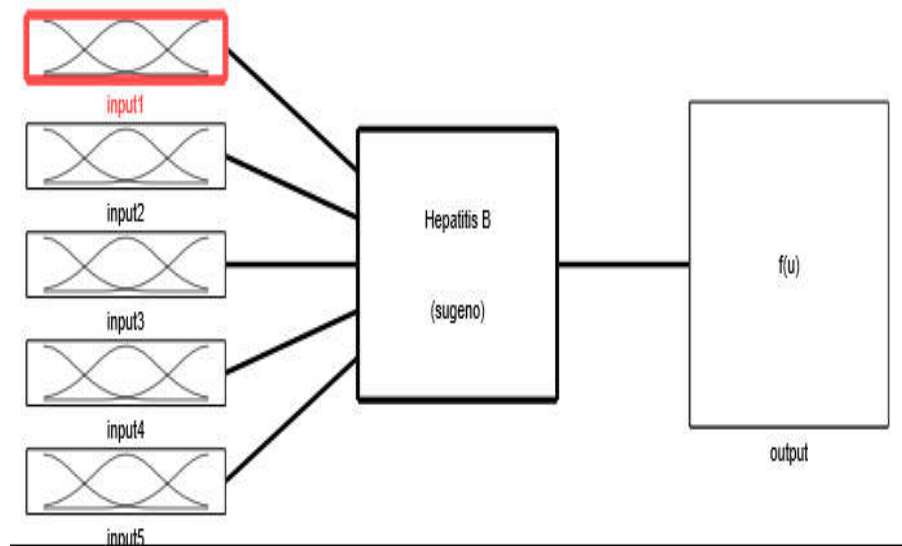 input1
input2
input3
input4
input5
Hepatitis B
(sugeno)
f(u)
output